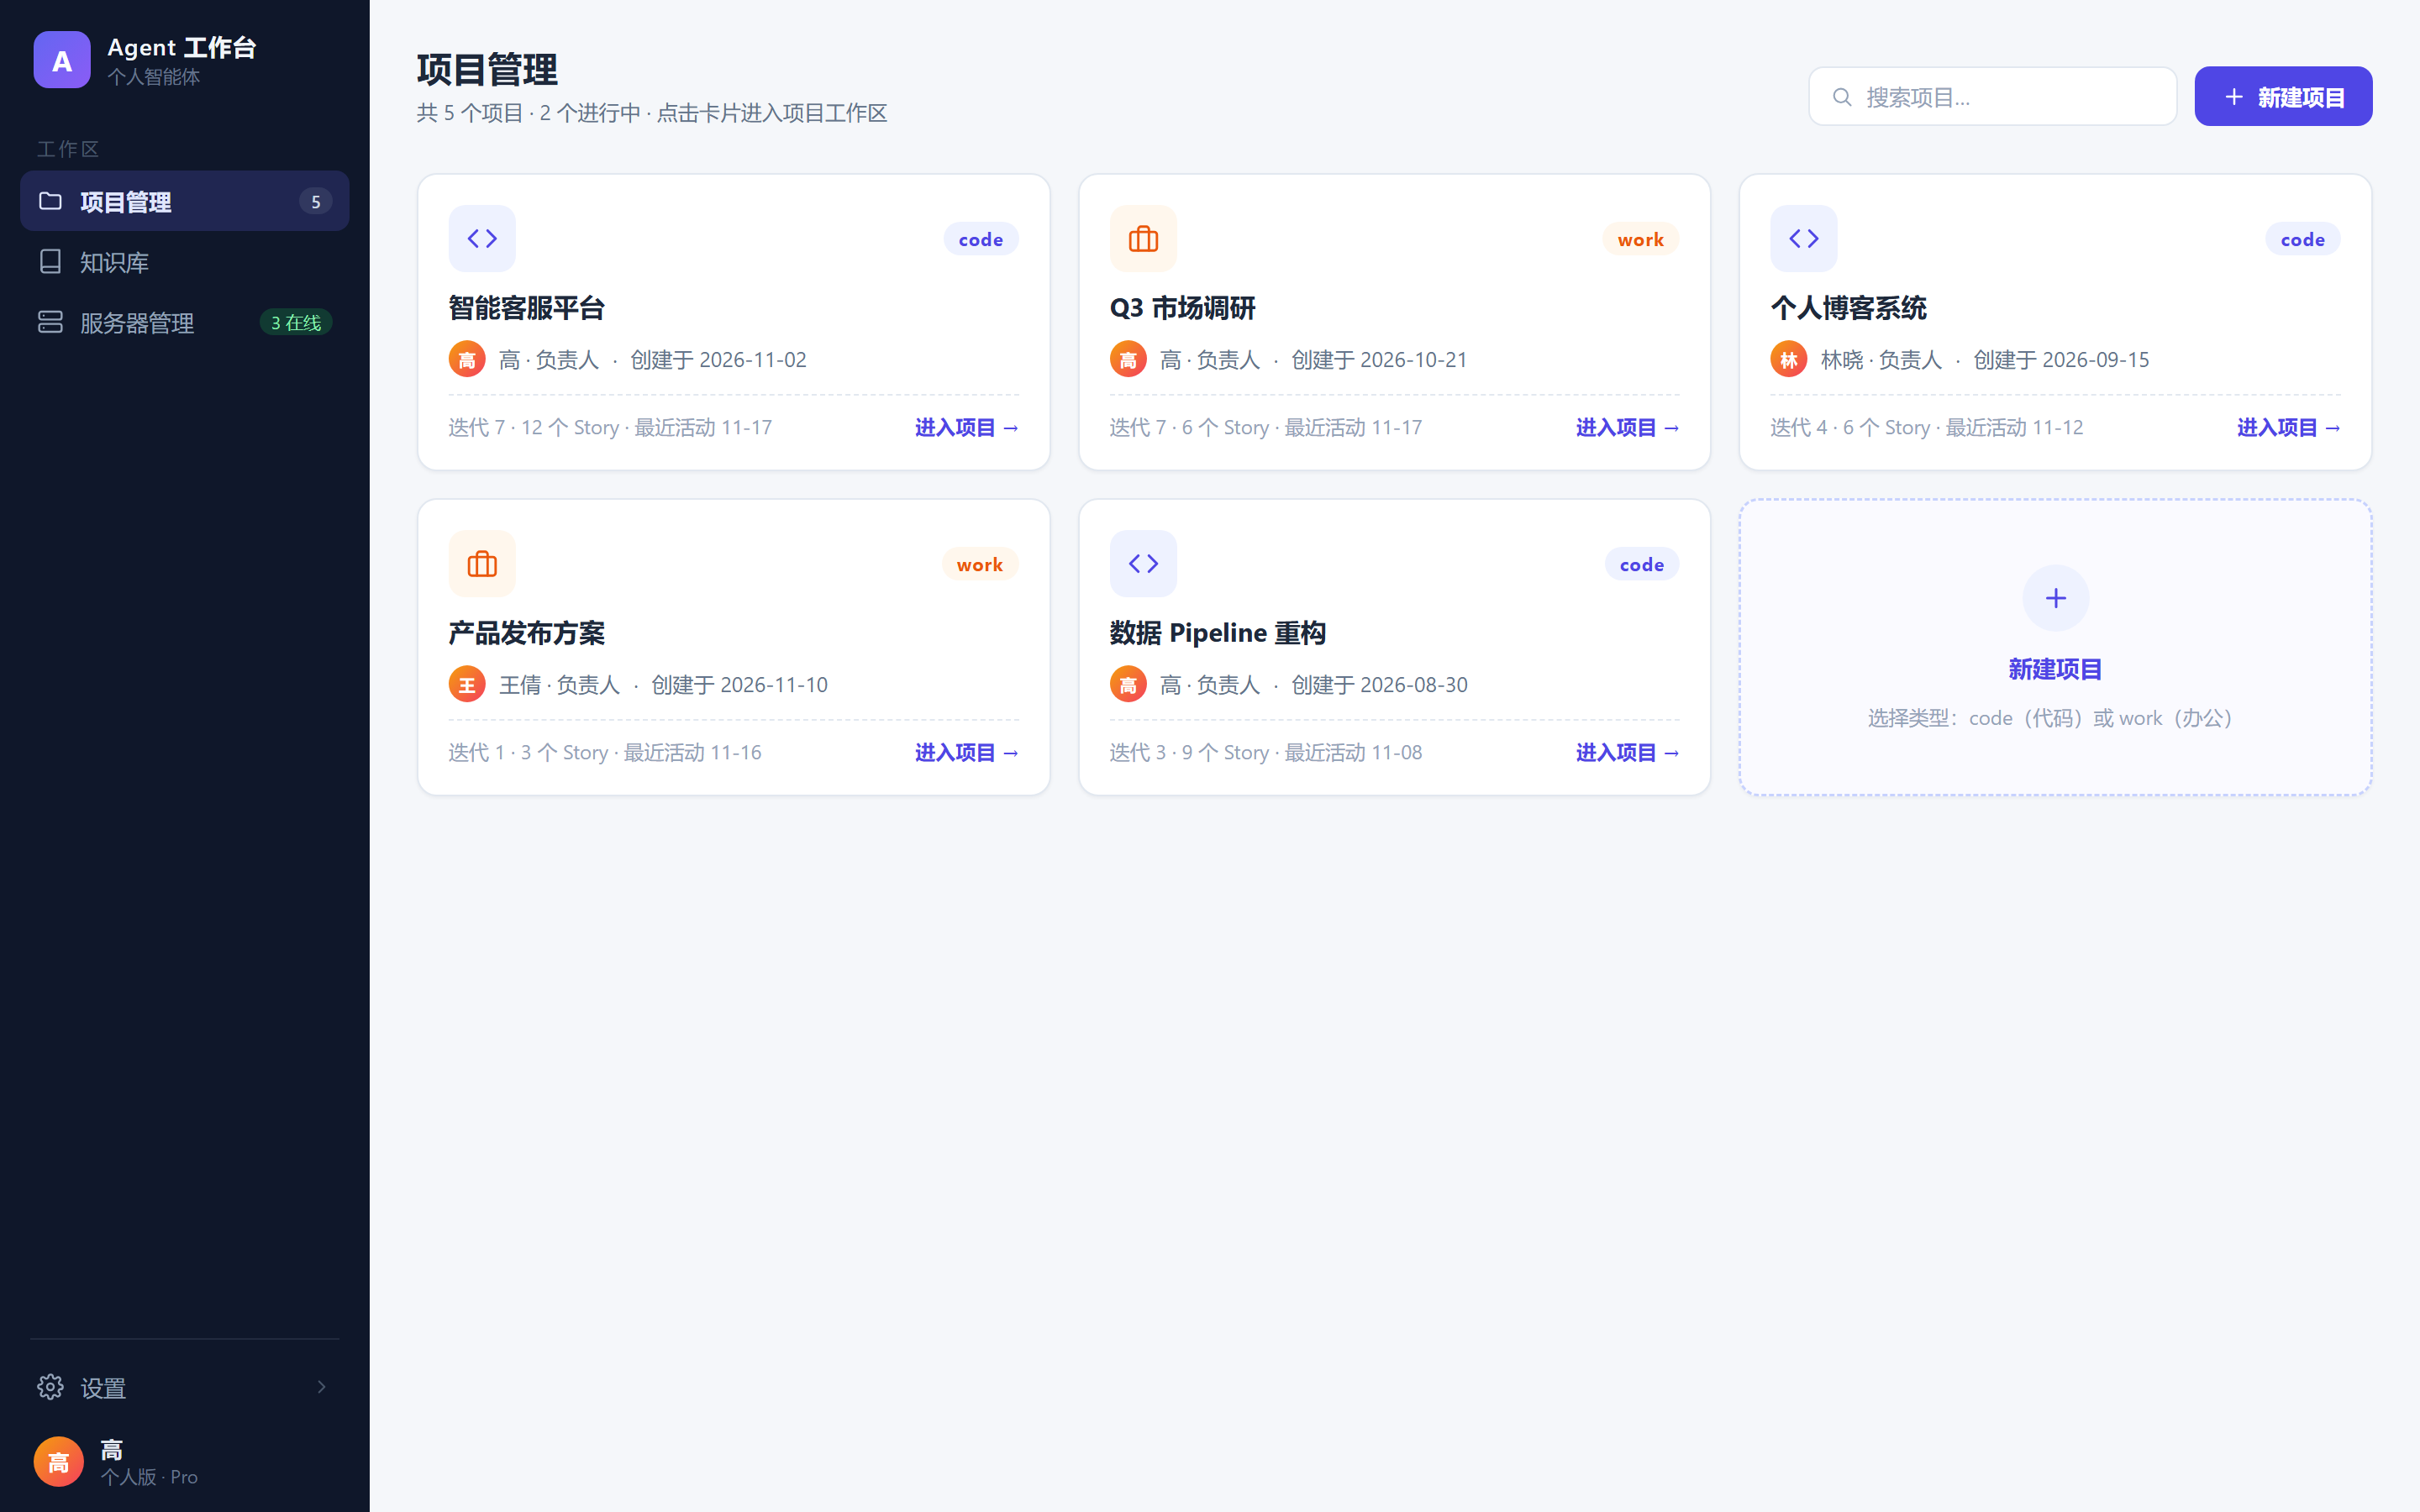 A
Agent 工作台
个人智能体
工作区
项目管理 5
知识库
服务器管理 3 在线
设置
高
高
个人版 · Pro
项目管理
共 5 个项目 · 2 个进行中 · 点击卡片进入项目工作区
搜索项目...
新建项目
code
智能客服平台
高 高 · 负责人 · 创建于 2026-11-02
迭代 7 · 12 个 Story · 最近活动 11-17 进入项目 →
work
Q3 市场调研
高 高 · 负责人 · 创建于 2026-10-21
迭代 7 · 6 个 Story · 最近活动 11-17 进入项目 →
code
个人博客系统
林 林晓 · 负责人 · 创建于 2026-09-15
迭代 4 · 6 个 Story · 最近活动 11-12 进入项目 →
work
产品发布方案
王 王倩 · 负责人 · 创建于 2026-11-10
迭代 1 · 3 个 Story · 最近活动 11-16 进入项目 →
code
数据 Pipeline 重构
高 高 · 负责人 · 创建于 2026-08-30
迭代 3 · 9 个 Story · 最近活动 11-08 进入项目 →
新建项目
选择类型：code（代码）或 work（办公）